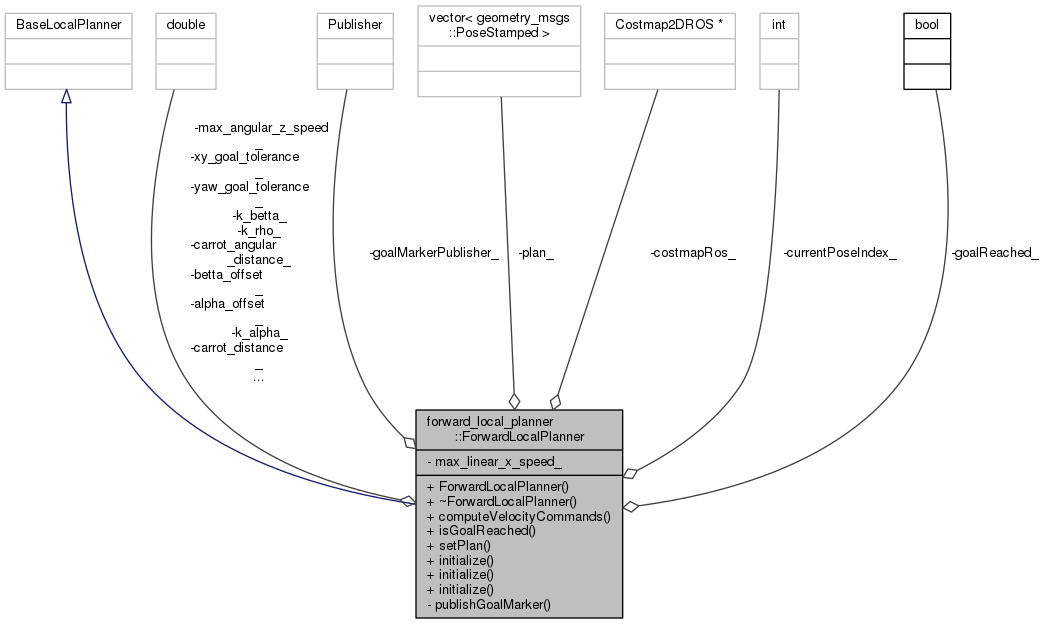 BaseLocalPlanner
double
Publisher
vector< geometry_msgs
::PoseStamped >
Costmap2DROS *
int
bool
-max_angular_z_speed
_
-xy_goal_tolerance
_
-yaw_goal_tolerance
_
-k_betta_
-k_rho_
-carrot_angular
_distance_
-betta_offset
_
-alpha_offset
_
-k_alpha_
-carrot_distance
_
...
-goalMarkerPublisher_
-plan_
-costmapRos_
-currentPoseIndex_
-goalReached_
forward_local_planner
::ForwardLocalPlanner
- max_linear_x_speed_
+ ForwardLocalPlanner()
+ ~ForwardLocalPlanner()
+ computeVelocityCommands()
+ isGoalReached()
+ setPlan()
+ initialize()
+ initialize()
+ initialize()
- publishGoalMarker()